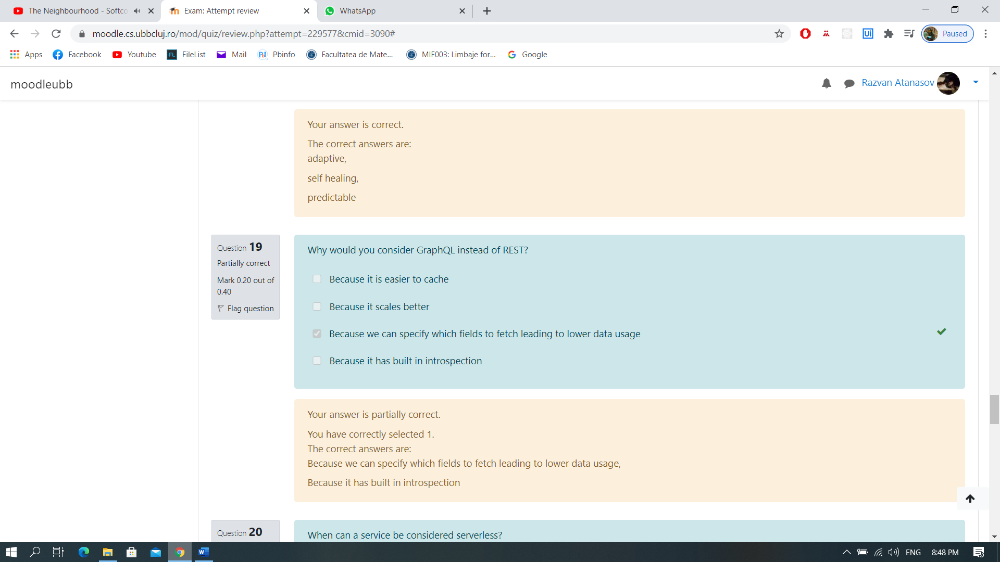 The Neighbourhood - Softco
Exam: Attempt review
WhatsApp
moodle.cs.ubbcluj.ro/mod/quiz/review.php?attempt=229577&cmid=3090#
Paused
Apps
Facebook
Youtube
FL
FileList
Mail
Pbinfo
Facultatea de Mate...
MIF003: Limbaje for...
Google
moodleubb
Razvan Atanasov
Your answer is correct.
The correct answers are:
adaptive,
self healing,
predictable
Question 19
Partially correct
Mark 0.20 out of
0.40
Flag question
Why would you consider GraphQL instead of REST?
Because it is easier to cache
Because it scales better
Because we can specify which fields to fetch leading to lower data usage
Because it has built in introspection
Your answer is partially correct.
You have correctly selected 1.
The correct answers are:
Because we can specify which fields to fetch leading to lower data usage,
Because it has built in introspection
Question 20
When can a service be considered serverless?
ENG
8:48 PM